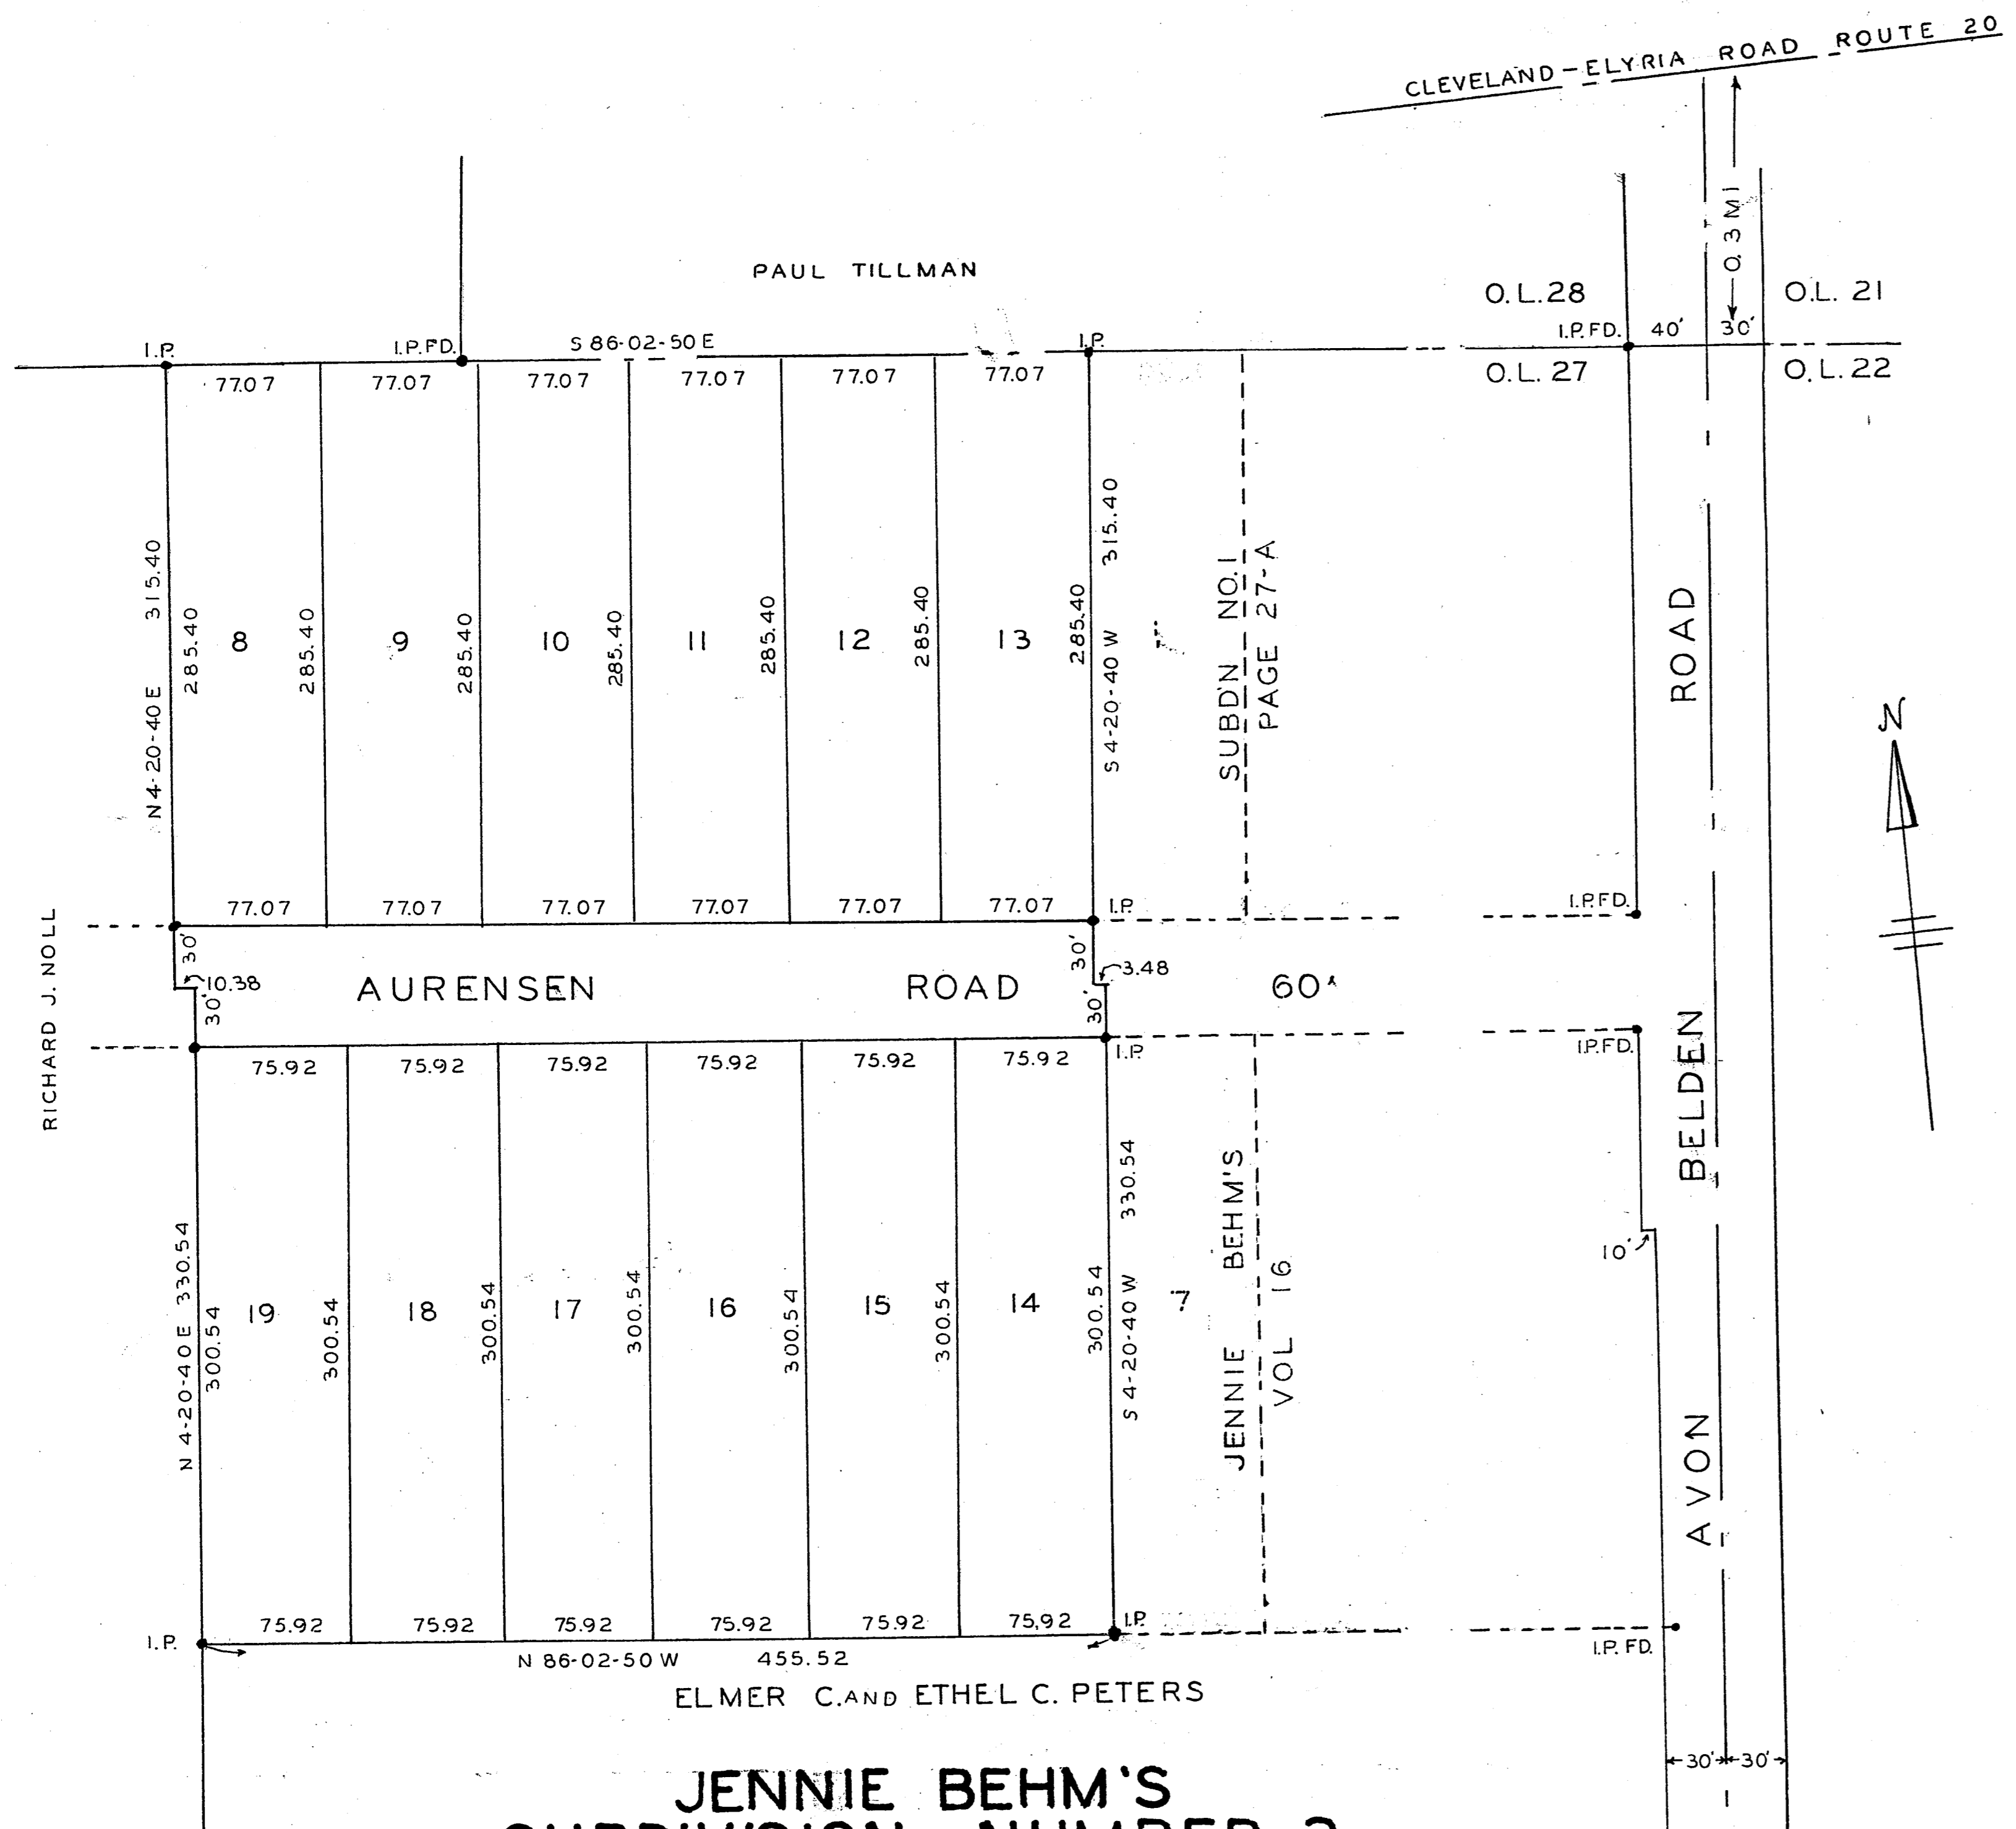 CLEVELAND-ELYRIA ROAD ROUTE 20
0.3 MI
PAUL TILLMAN
O.L. 28
O.L. 21
I.P.
I.P.FD.
S 86-02-50 E
I.P.
I.P.FD.
40'
30'
77.07
77.07
77.07
77.07
77.07
77.07
O.L. 27
O.L. 22
N 4-20-40 E 315.40
285.40
8
285.40
9
285.40
10
285.40
11
285.40
12
285.40
13
285.40
S 4-20-40 W 315.40
SUBD'N NO. 1
PAGE 27-A
ROAD
N
77.07
77.07
77.07
77.07
77.07
77.07
I.P.
I.P.FD.
RICHARD J. NOLL
30'
10.38
30'
AURENSEN ROAD 60'
30'
3.48
30'
75.92
75.92
75.92
75.92
75.92
75.92
I.P.
I.P.FD.
BELDEN
10'
N 4-20-40 E 330.54
300.54
19
300.54
18
300.54
17
300.54
16
300.54
15
300.54
14
300.54
S 4-20-40 W 330.54
7
JENNIE BEHM'S
VOL 16
AVON
75.92
75.92
75.92
75.92
75.92
75.92
I.P.
I.P.
I.P. FD.
N 86-02-50 W 455.52
ELMER C. AND ETHEL C. PETERS
30'
30'
JENNIE BEHM'S
SUBDIVISION NUMBER 2